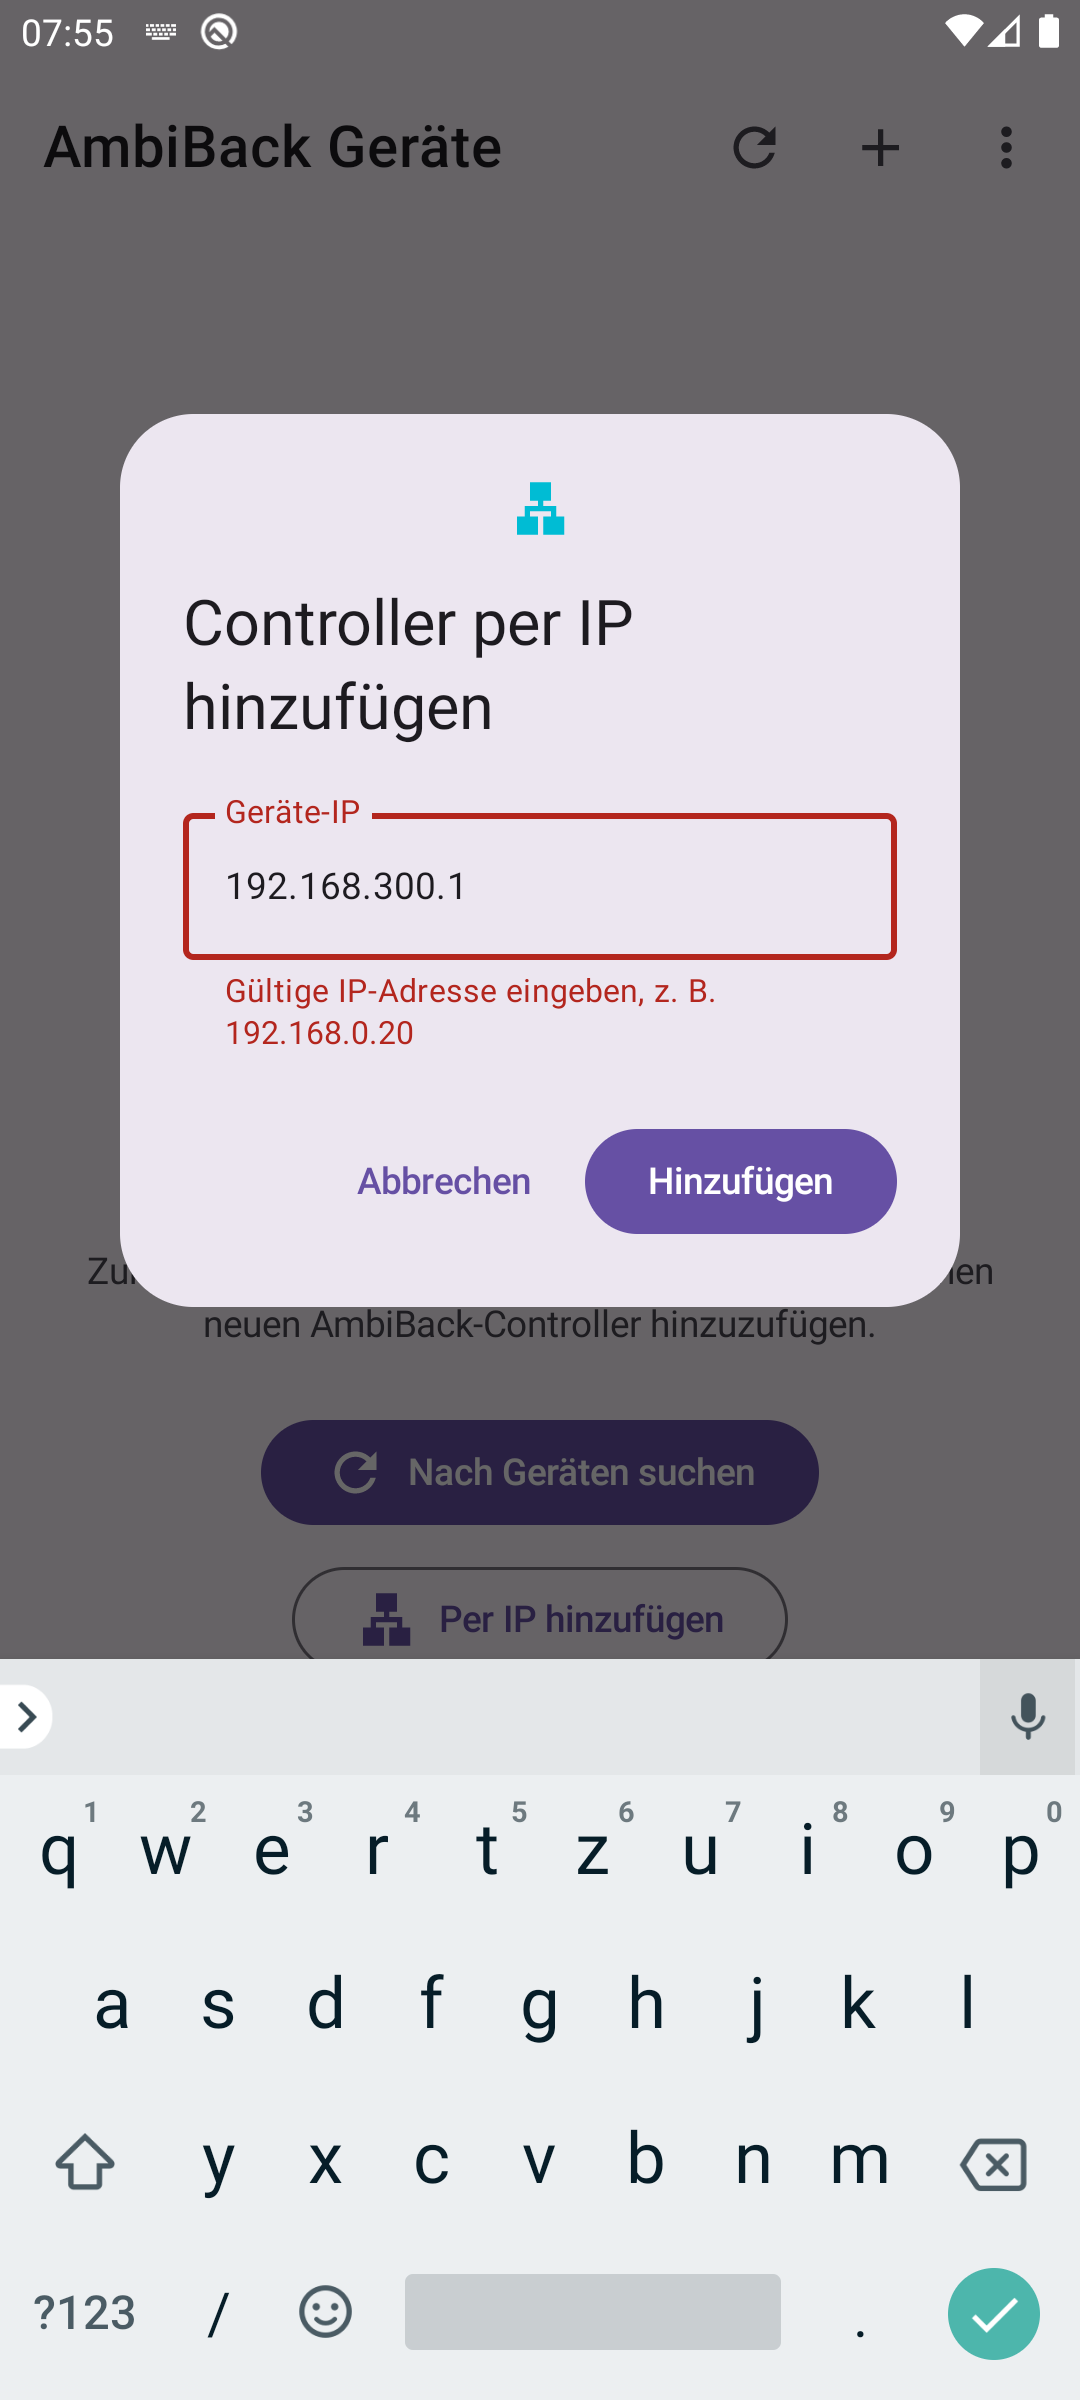 07:55
AmbiBack Geräte
Controller per IP
hinzufügen
Geräte-IP
192.168.300.1
Gültige IP-Adresse eingeben, z. B.
192.168.0.20
Abbrechen
Hinzufügen
neuen AmbiBack-Controller hinzuzufügen.
Nach Geräten suchen
Per IP hinzufügen
1 2 3 4 5 6 7 8 9 0
q w e r t z u i o p
a s d f g h j k l
y x c v b n m
?123 / .